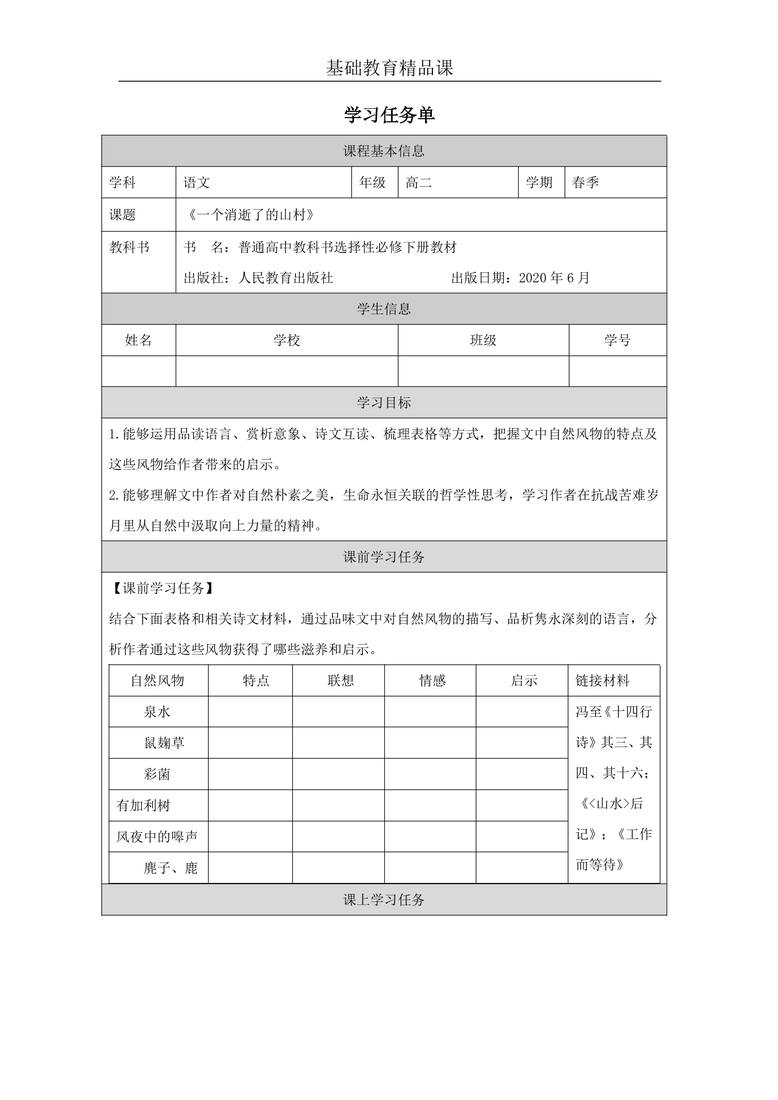 基础教育精品课
学习任务单
课程基本信息
学科 语文 年级 高二 学期 春季
课题 《一个消逝了的山村》
教科书 书 名：普通高中教科书选择性必修下册教材
出版社：人民教育出版社 出版日期：2020 年 6 月
学生信息
姓名 学校 班级 学号
学习目标
1.能够运用品读语言、赏析意象、诗文互读、梳理表格等方式，把握文中自然风物的特点及
这些风物给作者带来的启示。
2.能够理解文中作者对自然朴素之美，生命永恒关联的哲学性思考，学习作者在抗战苦难岁
月里从自然中汲取向上力量的精神。
课前学习任务
【课前学习任务】
结合下面表格和相关诗文材料，通过品味文中对自然风物的描写、品析隽永深刻的语言，分
析作者通过这些风物获得了哪些滋养和启示。
自然风物 特点 联想 情感 启示 链接材料
泉水 冯至《十四行
鼠麹草 诗》其三、其
彩菌 四、其十六；
有加利树 《<山水>后
风夜中的嗥声 记》；《工作
麂子、鹿 而等待》
课上学习任务